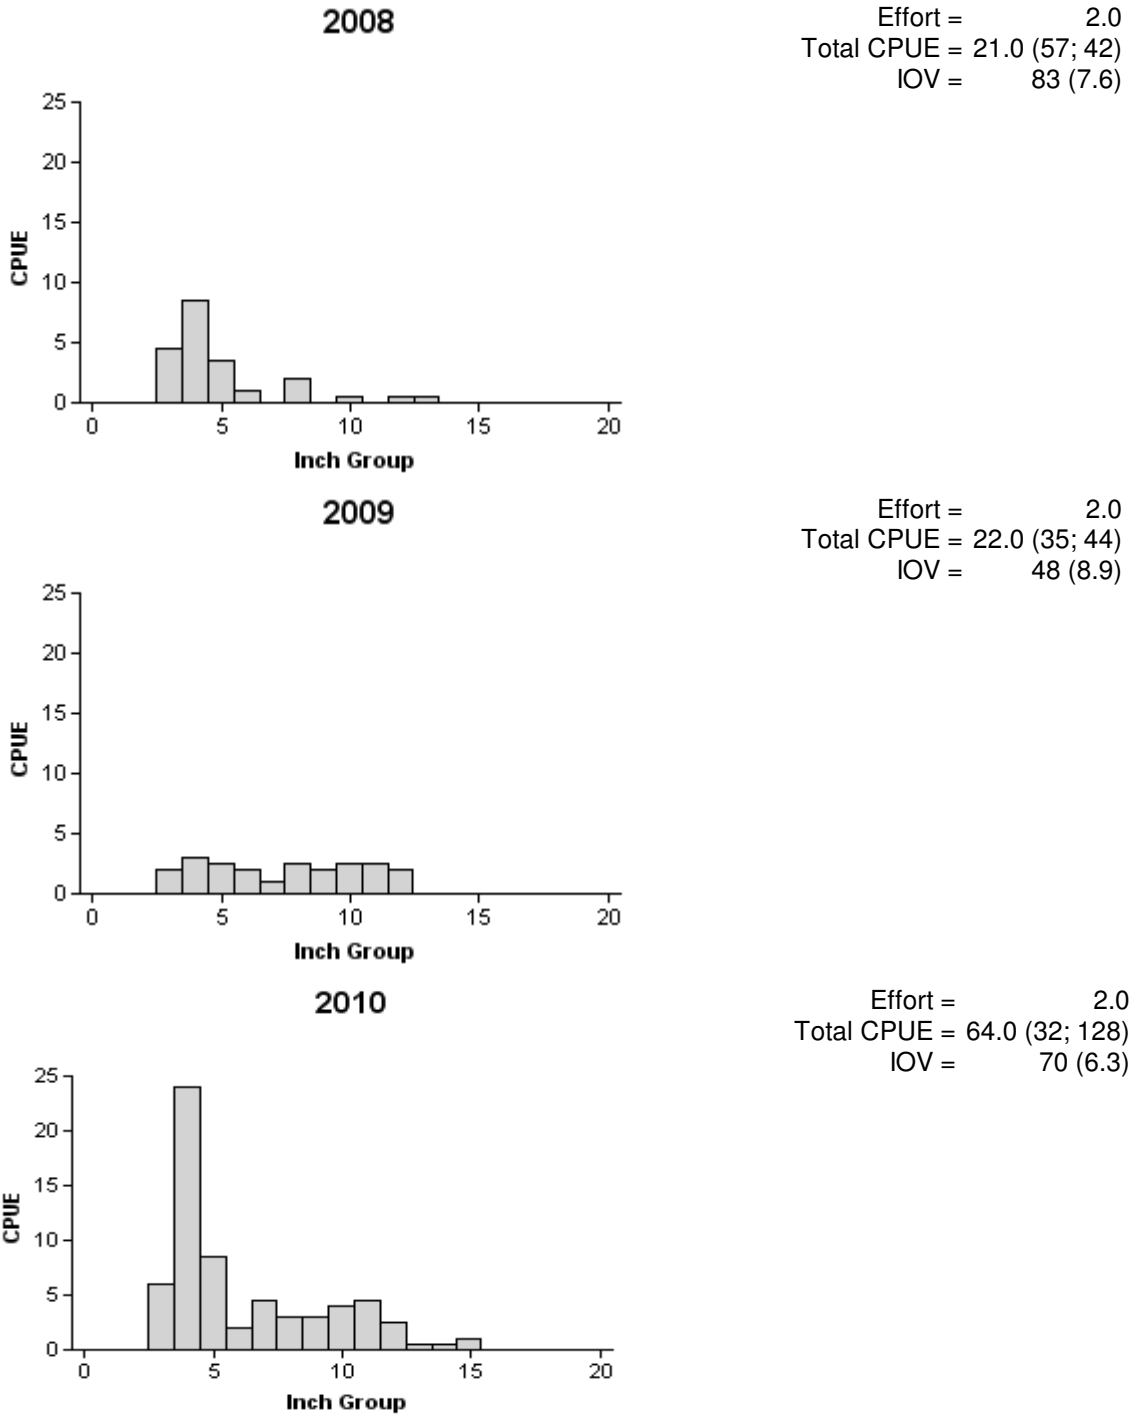 2008
Effort = 2.0
Total CPUE = 21.0 (57; 42)
IOV = 83 (7.6)
25
20
15
10
5
0
CPUE
0 5 10 15 20
Inch Group
2009
Effort = 2.0
Total CPUE = 22.0 (35; 44)
IOV = 48 (8.9)
25
20
15
10
5
0
CPUE
0 5 10 15 20
Inch Group
2010
Effort = 2.0
Total CPUE = 64.0 (32; 128)
IOV = 70 (6.3)
25
20
15
10
5
0
CPUE
0 5 10 15 20
Inch Group